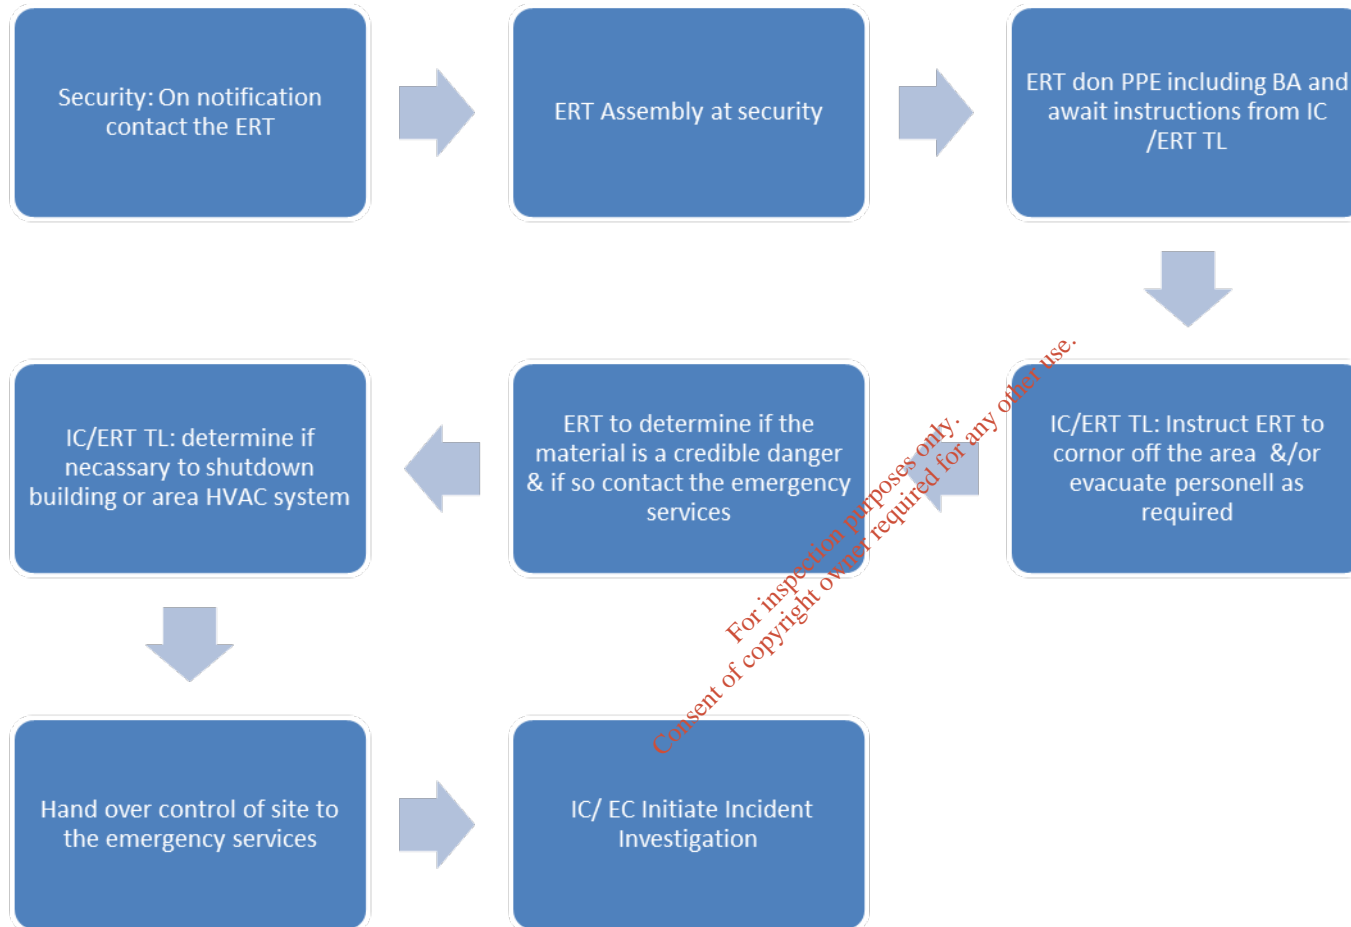 Security: On notification
contact the ERT
ERT Assembly at security
ERT don PPE including BA and
await instructions from IC
/ERT TL
IC/ERT TL: Instruct ERT to
cornor off the area &/or
evacuate personell as
required
ERT to determine if the
material is a credible danger
& if so contact the emergency
services
IC/ERT TL: determine if
necassary to shutdown
building or area HVAC system
Hand over control of site to
the emergency services
IC/ EC Initiate Incident
Investigation
For inspection purposes only.
Consent of copyright owner required for any other use.